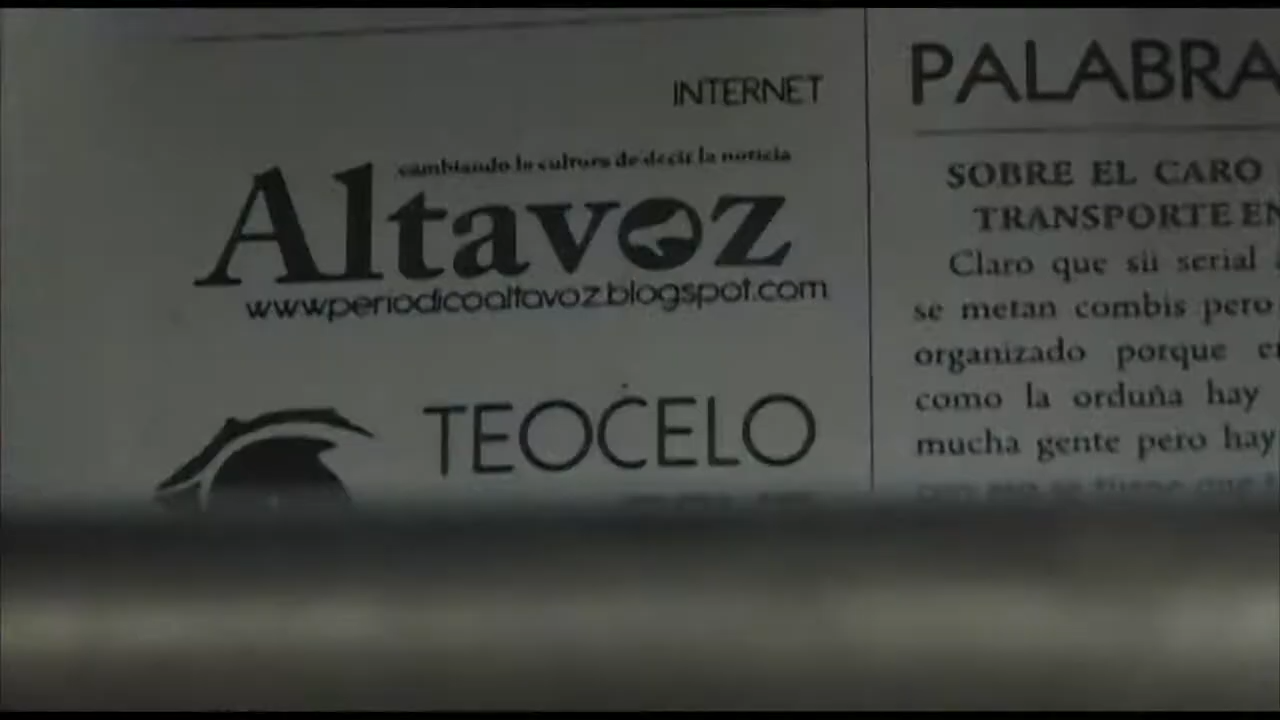 INTERNET
cambiando la cultura de decir la noticia
Altavoz
www.periodicoaltavoz.blogspot.com
TEOCELO
PALABRA
SOBRE EL CARO
TRANSPORTE EN
Claro que sii serial
se metan combis pero
organizado porque
como la orduña hay
mucha gente pero hay